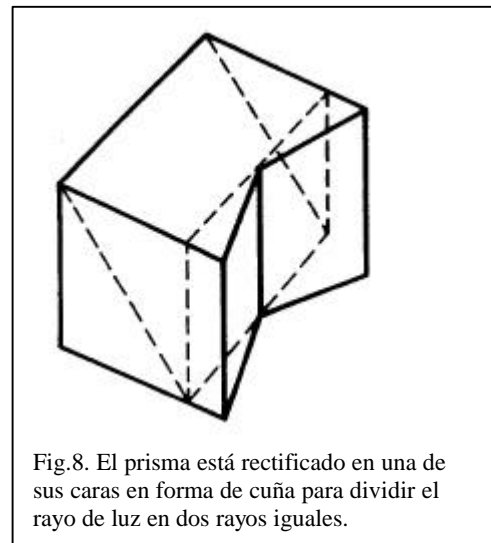 Fig.8. El prisma está rectificado en una de
sus caras en forma de cuña para dividir el
rayo de luz en dos rayos iguales.